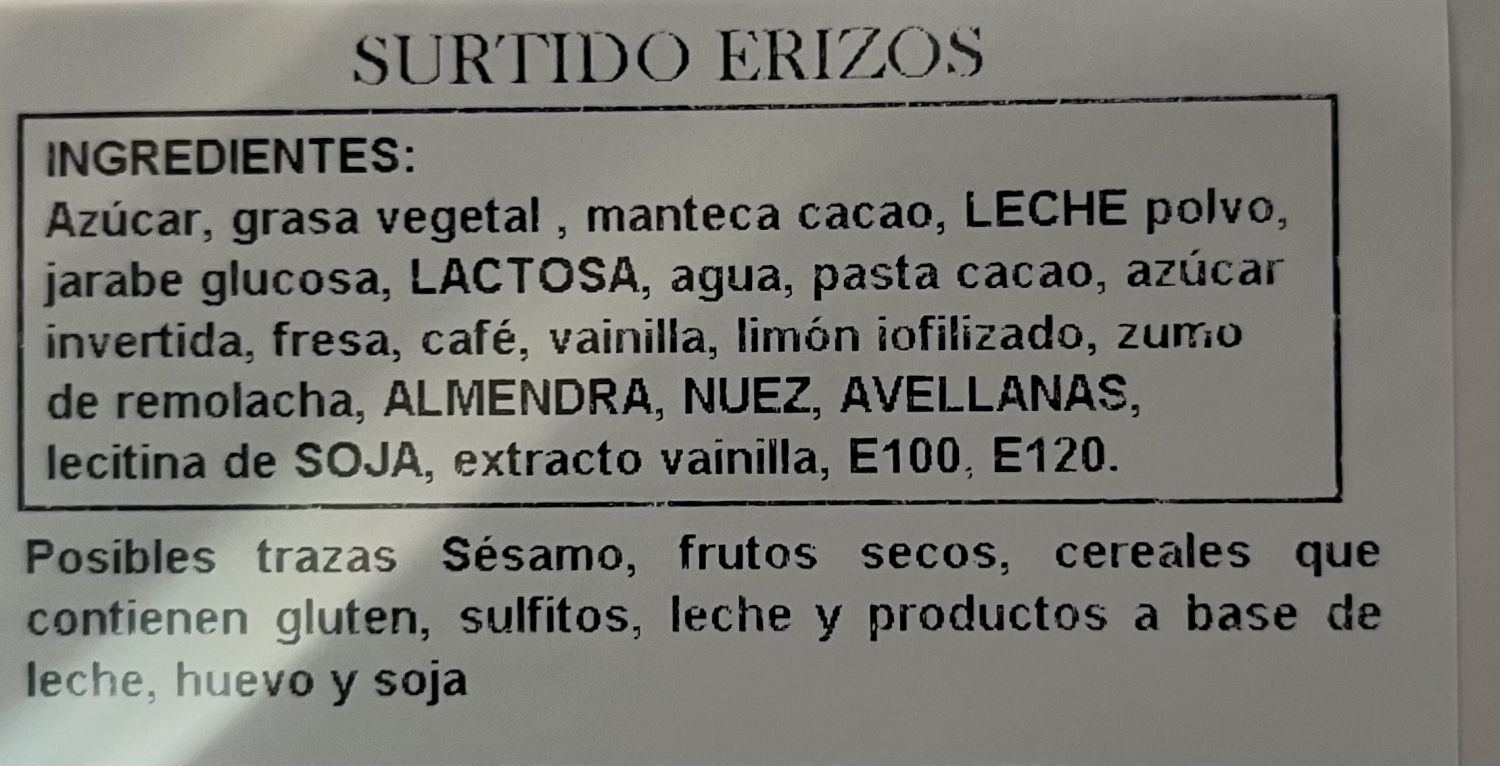 SURTIDO ERIZOS
INGREDIENTES:
Azúcar, grasa vegetal , manteca cacao, LECHE polvo,
jarabe glucosa, LACTOSA, agua, pasta cacao, azúcar
invertida, fresa, café, vainilla, limón iofilizado, zumo
de remolacha, ALMENDRA, NUEZ, AVELLANAS,
lecitina de SOJA, extracto vainilla, E100, E120.
Posibles trazas Sésamo, frutos secos, cereales que
contienen gluten, sulfitos, leche y productos a base de
leche, huevo y soja